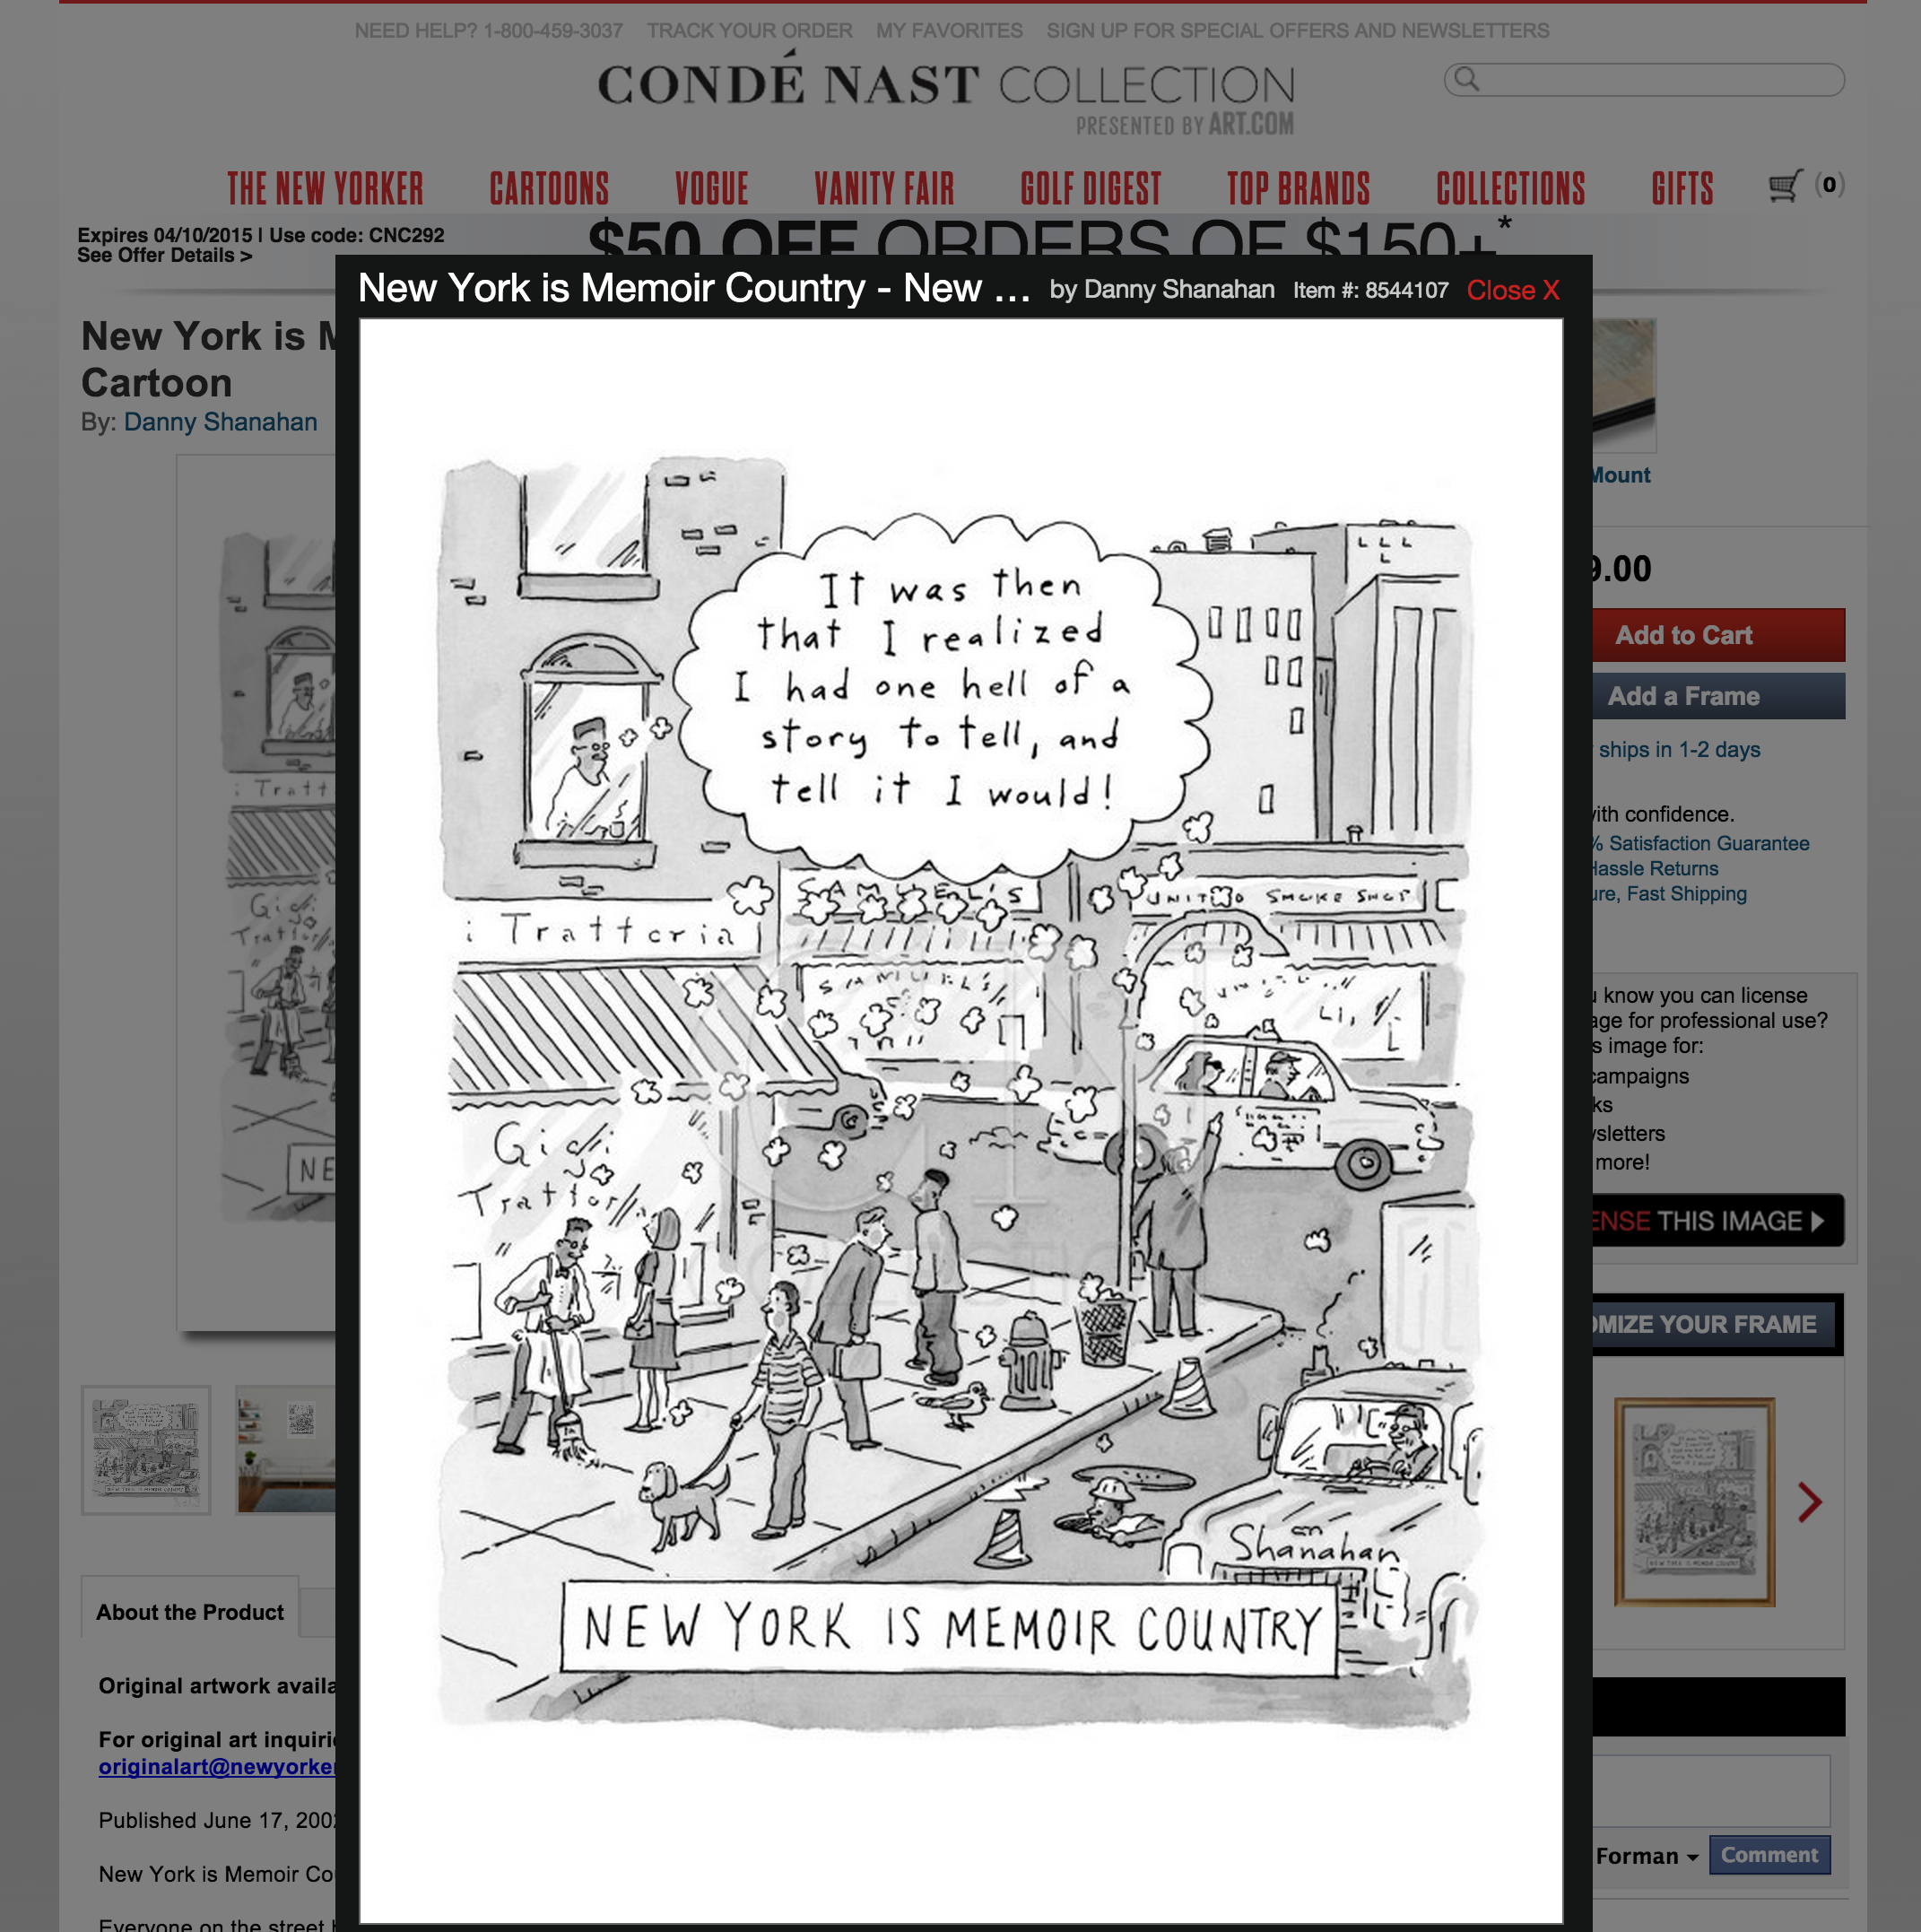 NEED HELP? 1-800-459-3037 TRACK YOUR ORDER MY FAVORITES SIGN UP FOR SPECIAL OFFERS AND NEWSLETTERS
CONDÉ NAST COLLECTION
PRESENTED BY ART.COM
THE NEW YORKER CARTOONS VOGUE VANITY FAIR GOLF DIGEST TOP BRANDS COLLECTIONS GIFTS (0)
Expires 04/10/2015 | Use code: CNC292
See Offer Details >
$50 OFF ORDERS OF $150+*
New York is Memoir Country - New ... by Danny Shanahan Item #: 8544107 Close X
New York is M
Cartoon
By: Danny Shanahan
It was then
that I realized
I had one hell of a
story to tell, and
tell it I would!
SAMUEL'S
UNITED SMOKE SHOP
i Trattoria
SAMUEL'S
Gigi
Trattoria
Shanahan
NEW YORK IS MEMOIR COUNTRY
i Tratt
Gigi
NE
Mount
9.00
Add to Cart
Add a Frame
ships in 1-2 days
ith confidence.
% Satisfaction Guarantee
Hassle Returns
ure, Fast Shipping
u know you can license
age for professional use?
s image for:
campaigns
ks
vsletters
more!
ENSE THIS IMAGE
OMIZE YOUR FRAME
About the Product
Original artwork availa
For original art inquiri
originalart@newyorker
Published June 17, 200
New York is Memoir Co
Everyone on the street
Forman
Comment